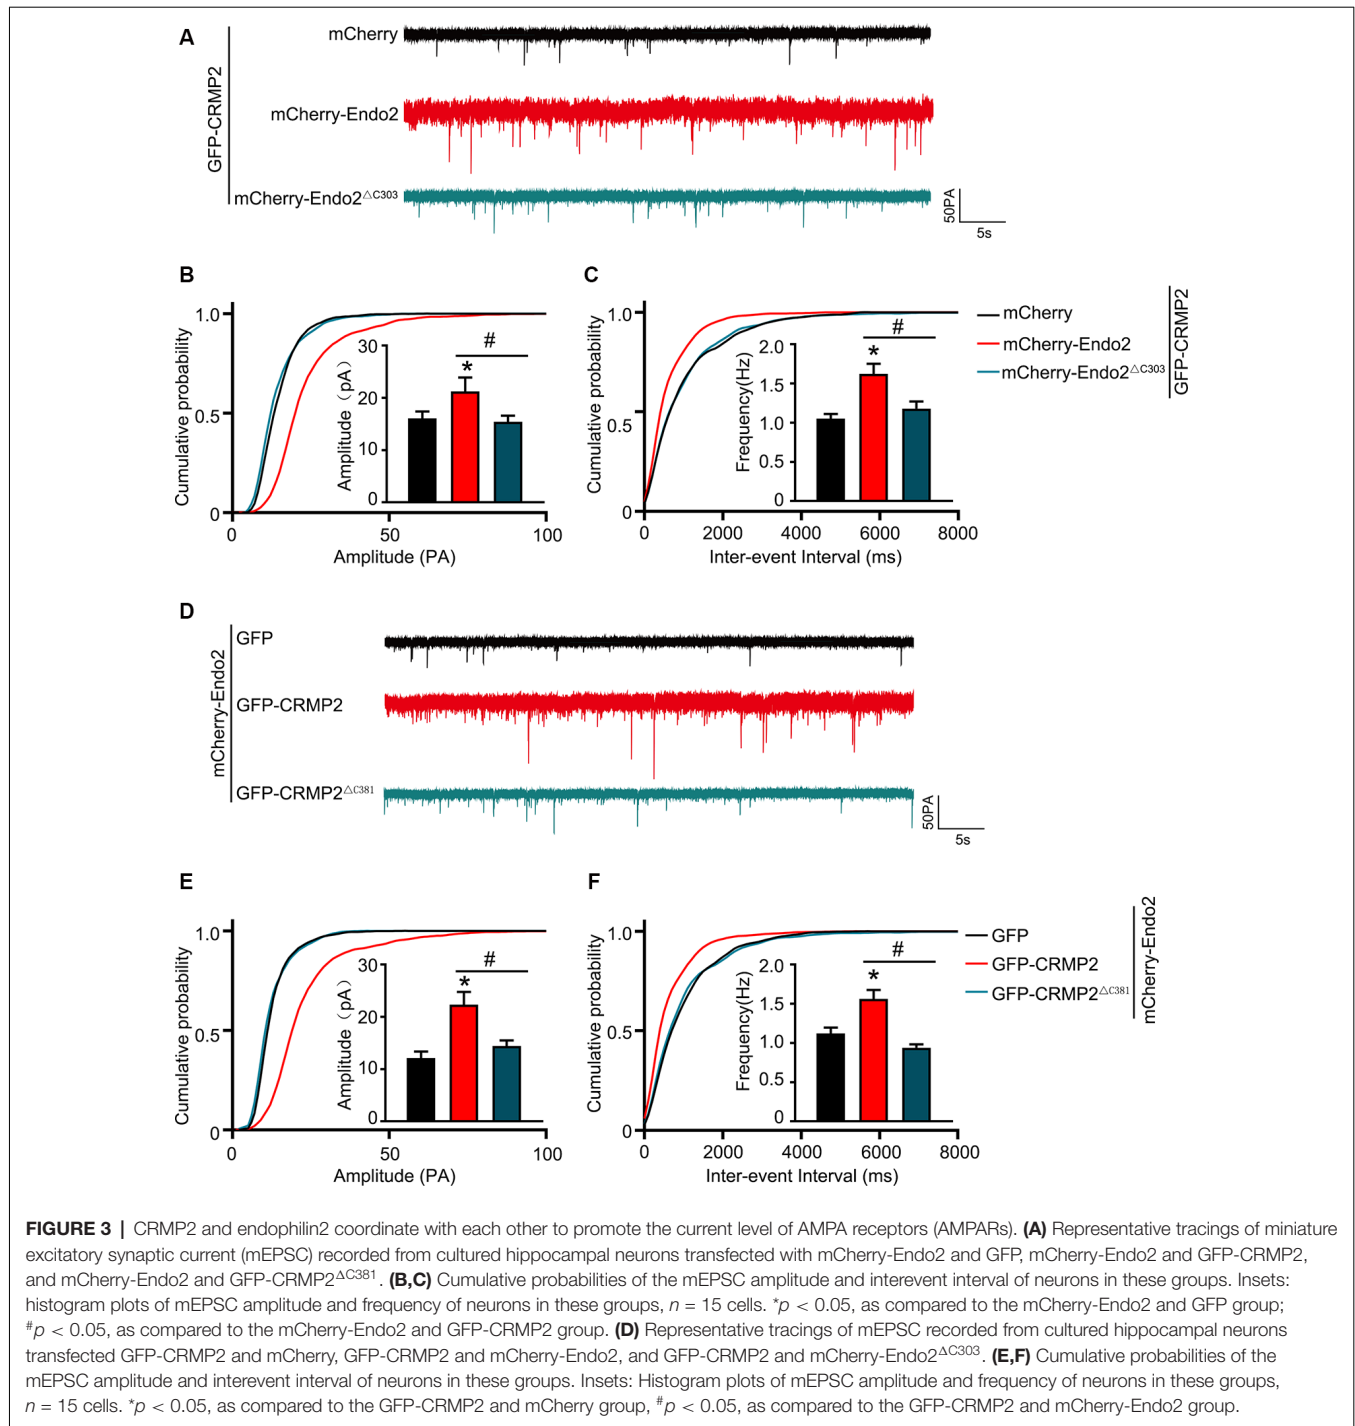 A
GFP-CRMP2
mCherry
mCherry-Endo2
mCherry-Endo2△C303
50PA
5s
B
Cumulative probability
1.0
0.5
0
0
50
100
Amplitude (PA)
Amplitude (pA)
30
20
10
0
*
#
C
Cumulative probability
1.0
0.5
0
0
2000
4000
6000
8000
Inter-event Interval (ms)
Frequency(Hz)
2.0
1.5
1.0
0.5
0
*
#
mCherry
mCherry-Endo2
mCherry-Endo2△C303
GFP-CRMP2
D
mCherry-Endo2
GFP
GFP-CRMP2
GFP-CRMP2△C381
50PA
5s
E
Cumulative probability
1.0
0.5
0
0
50
100
Amplitude (PA)
Amplitude (pA)
30
20
10
0
*
#
F
Cumulative probability
1.0
0.5
0
0
2000
4000
6000
8000
Inter-event Interval (ms)
Frequency(Hz)
2.0
1.5
1.0
0.5
0
*
#
GFP
GFP-CRMP2
GFP-CRMP2△C381
mCherry-Endo2
FIGURE 3 | CRMP2 and endophilin2 coordinate with each other to promote the current level of AMPA receptors (AMPARs). (A) Representative tracings of miniature
excitatory synaptic current (mEPSC) recorded from cultured hippocampal neurons transfected with mCherry-Endo2 and GFP, mCherry-Endo2 and GFP-CRMP2,
and mCherry-Endo2 and GFP-CRMP2ΔC381. (B,C) Cumulative probabilities of the mEPSC amplitude and interevent interval of neurons in these groups. Insets:
histogram plots of mEPSC amplitude and frequency of neurons in these groups, n = 15 cells. *p < 0.05, as compared to the mCherry-Endo2 and GFP group;
#p < 0.05, as compared to the mCherry-Endo2 and GFP-CRMP2 group. (D) Representative tracings of mEPSC recorded from cultured hippocampal neurons
transfected GFP-CRMP2 and mCherry, GFP-CRMP2 and mCherry-Endo2, and GFP-CRMP2 and mCherry-Endo2ΔC303. (E,F) Cumulative probabilities of the
mEPSC amplitude and interevent interval of neurons in these groups. Insets: Histogram plots of mEPSC amplitude and frequency of neurons in these groups,
n = 15 cells. *p < 0.05, as compared to the GFP-CRMP2 and mCherry group, #p < 0.05, as compared to the GFP-CRMP2 and mCherry-Endo2 group.